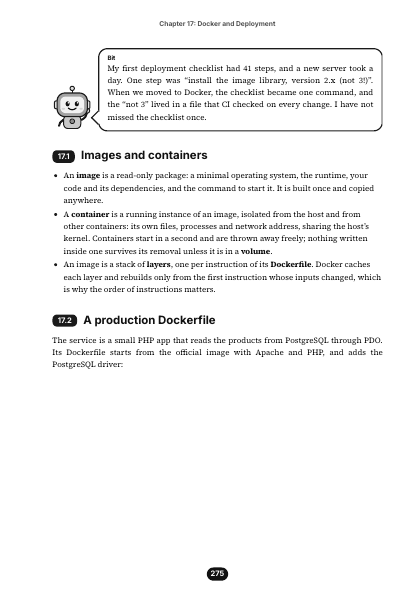 Chapter 17: Docker and Deployment
Bit
My first deployment checklist had 41 steps, and a new server took a
day. One step was “install the image library, version 2.x (not 3!)”.
When we moved to Docker, the checklist became one command, and
the “not 3” lived in a file that CI checked on every change. I have not
missed the checklist once.
17.1 Images and containers
• An image is a read-only package: a minimal operating system, the runtime, your
code and its dependencies, and the command to start it. It is built once and copied
anywhere.
• A container is a running instance of an image, isolated from the host and from
other containers: its own files, processes and network address, sharing the host’s
kernel. Containers start in a second and are thrown away freely; nothing written
inside one survives its removal unless it is in a volume.
• An image is a stack of layers, one per instruction of its Dockerfile. Docker caches
each layer and rebuilds only from the first instruction whose inputs changed, which
is why the order of instructions matters.
17.2 A production Dockerfile
The service is a small PHP app that reads the products from PostgreSQL through PDO.
Its Dockerfile starts from the official image with Apache and PHP, and adds the
PostgreSQL driver:
275